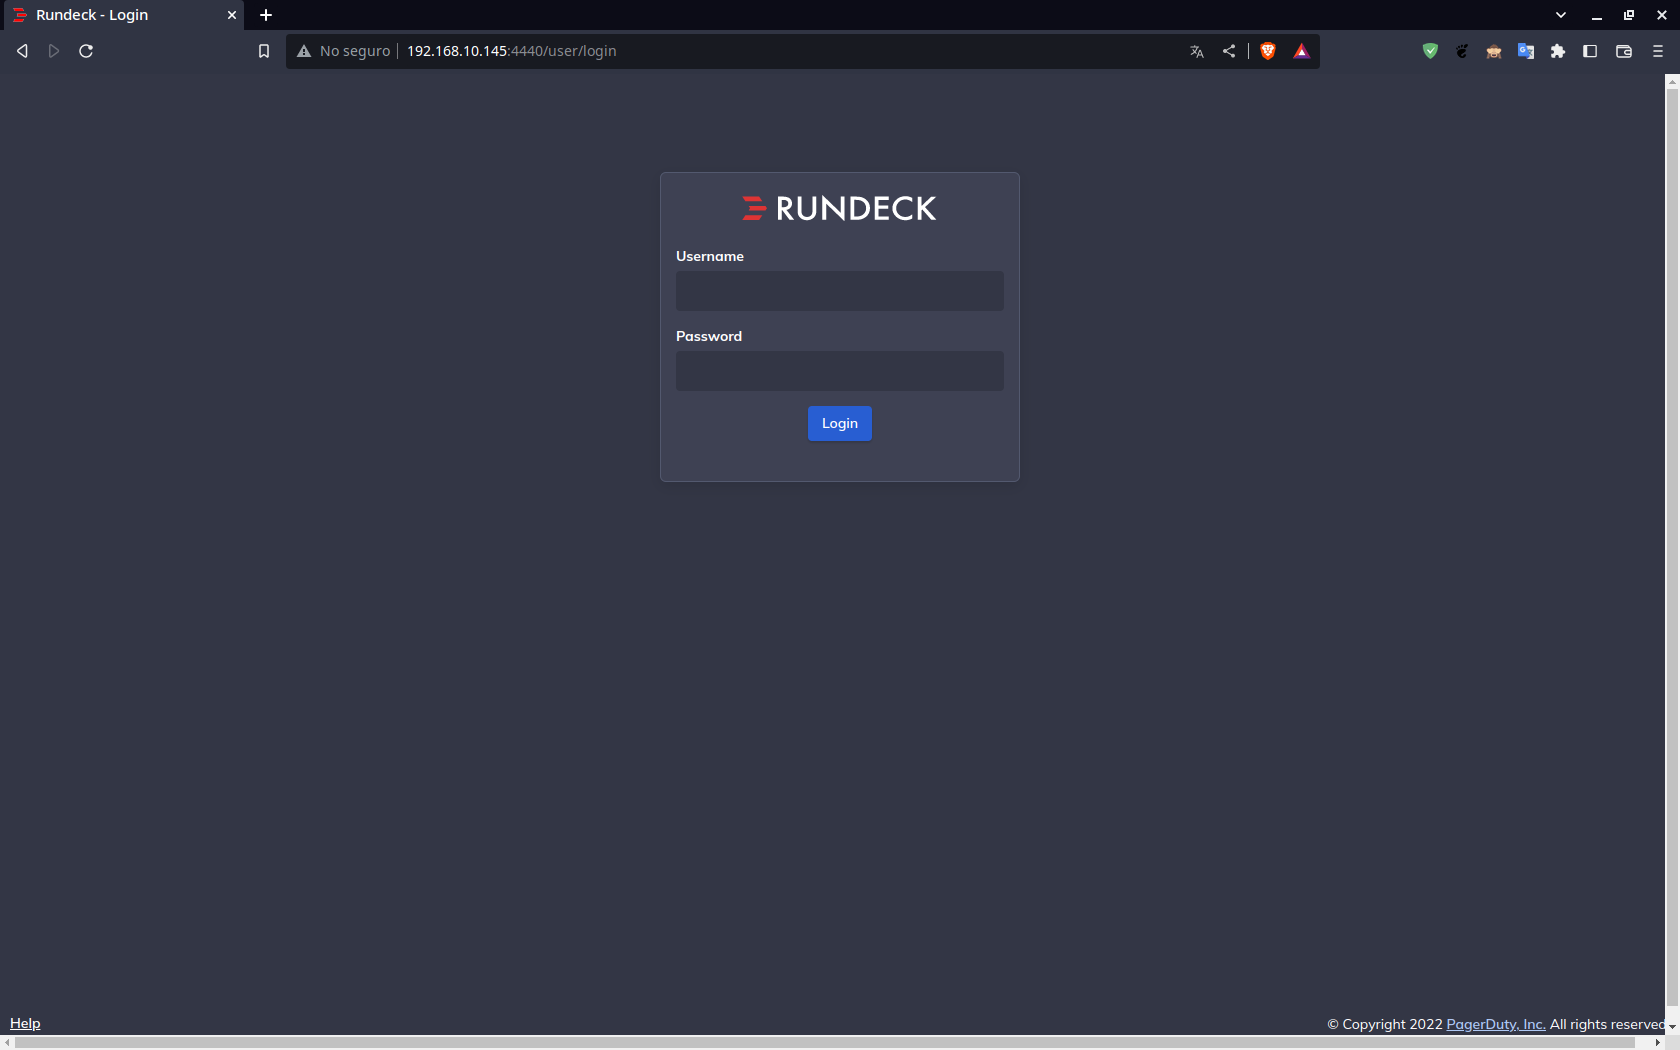 Rundeck - Login
No seguro
192.168.10.145:4440/user/login
RUNDECK
Username
Password
Login
Help
© Copyright 2022 PagerDuty, Inc. All rights reserved